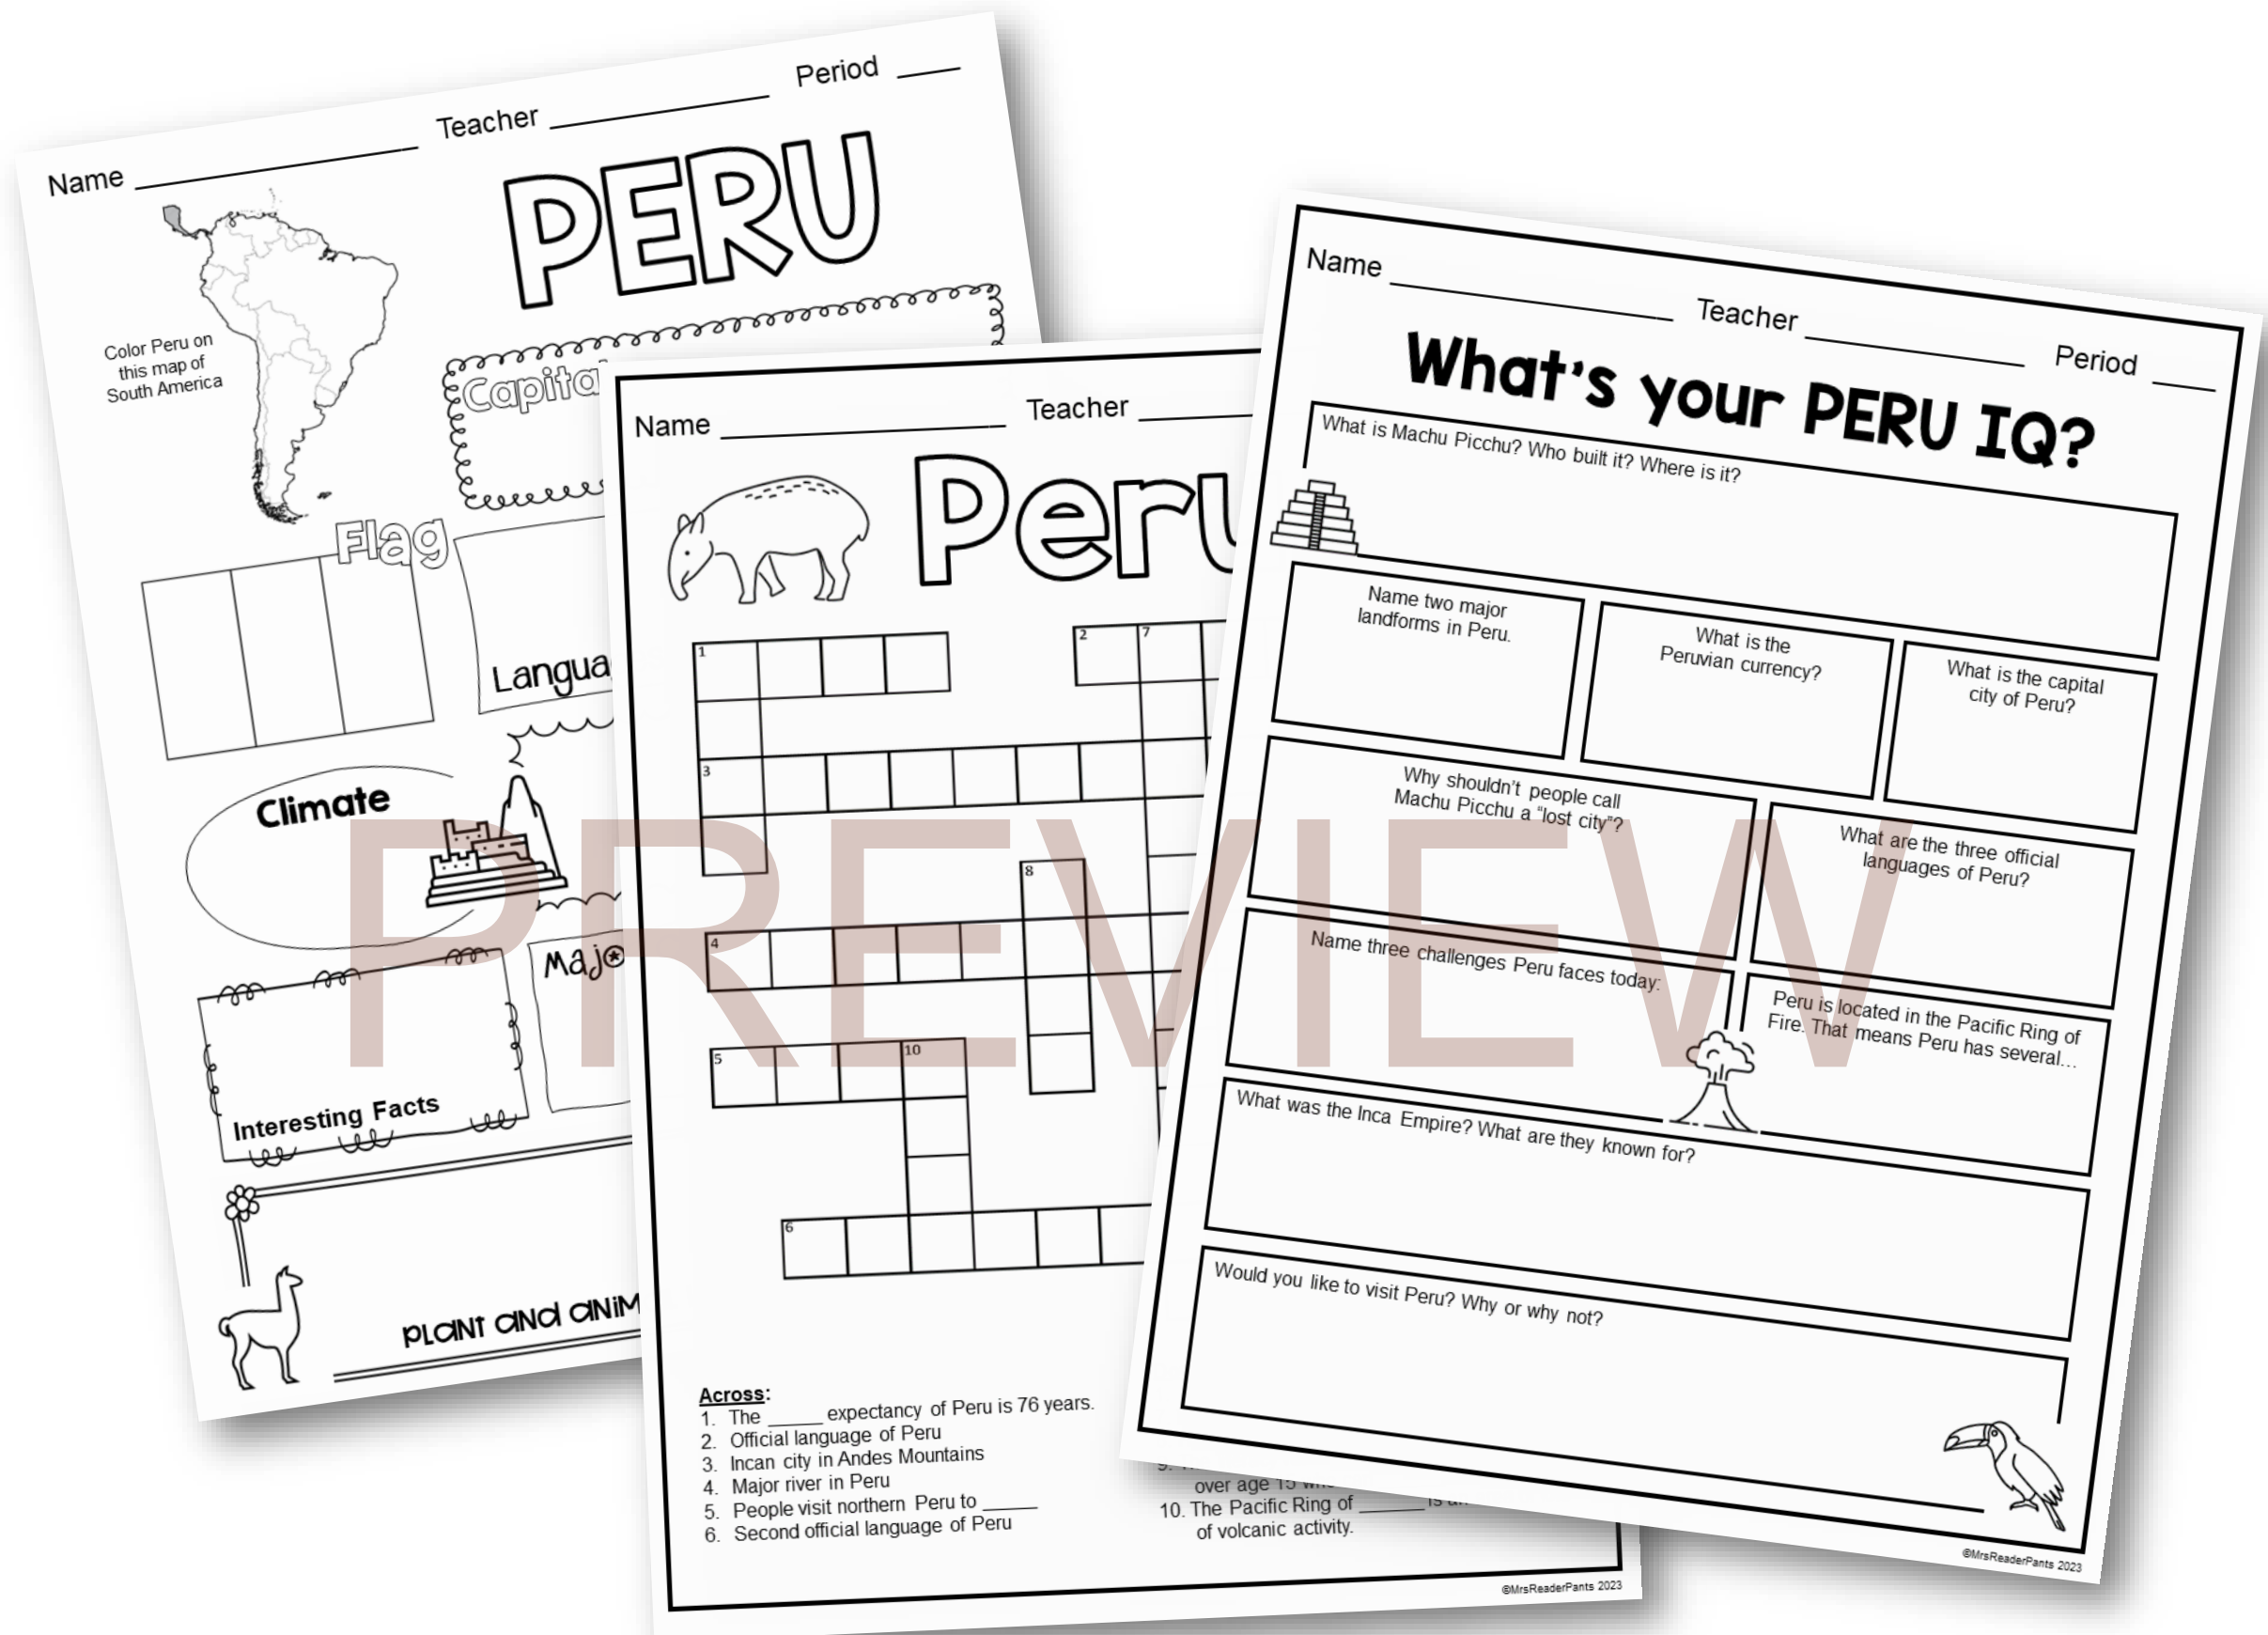 Name Teacher Period
PERU
Color Peru on
this map of
South America
Flag
Climate
Interesting Facts
PLANT AND
Name Teacher
Peru
1
2
7
3
8
4
5
10
6
Across:
1. The _____ expectancy of Peru is 76 years.
2. Official language of Peru
3. Incan city in Andes Mountains
4. Major river in Peru
5. People visit northern Peru to _____
6. Second official language of Peru
over age 15
10. The Pacific Ring of ______ is
of volcanic activity.
©MrsReaderPants 2023
Name Teacher Period
What's your PERU IQ?
What is Machu Picchu? Who built it? Where is it?
Name two major
landforms in Peru.
What is the
Peruvian currency?
What is the capital
city of Peru?
Why shouldn't people call
Machu Picchu a “lost city”?
What are the three official
languages of Peru?
Name three challenges Peru faces today:
Peru is located in the Pacific Ring of
Fire. That means Peru has several...
What was the Inca Empire? What are they known for?
Would you like to visit Peru? Why or why not?
©MrsReaderPants 2023
PREVIEW